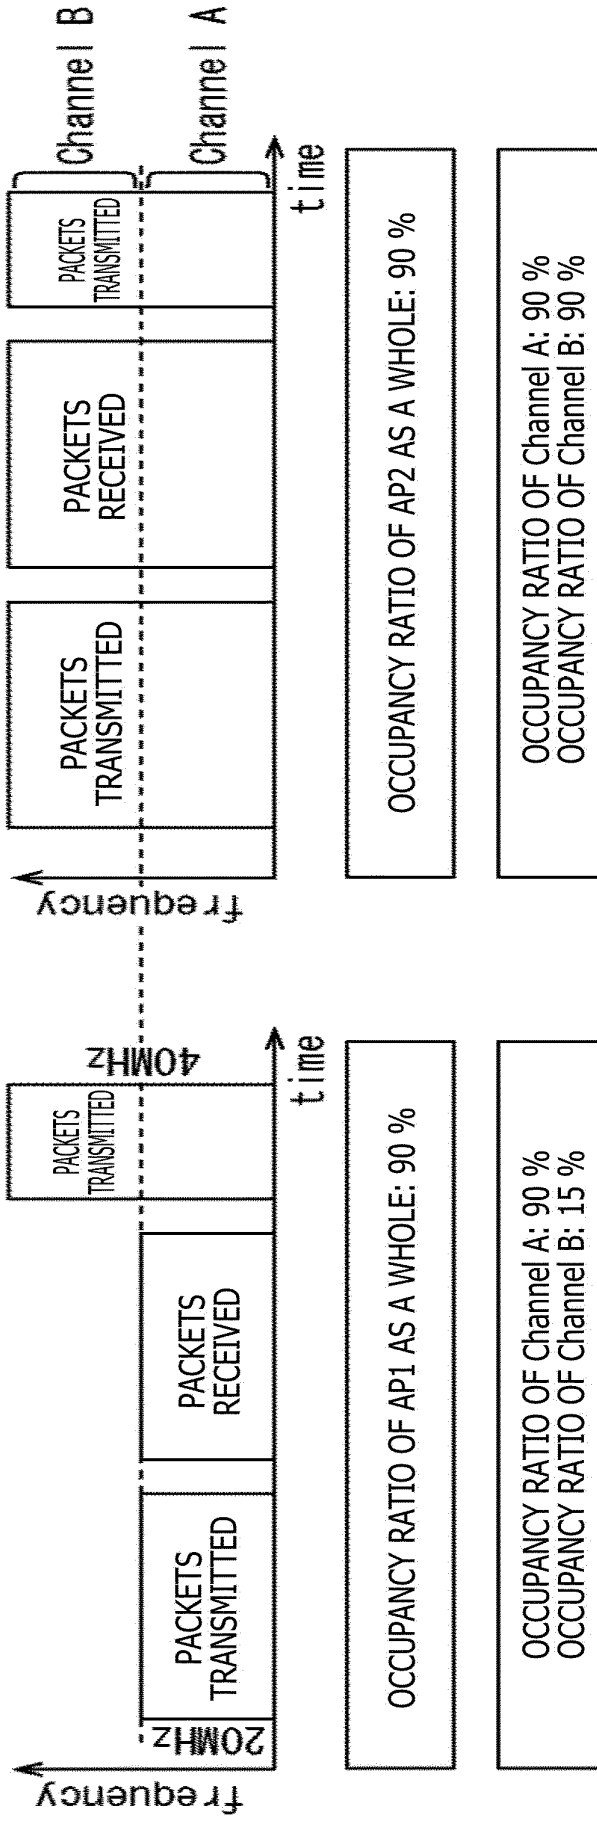 frequency
20MHz
PACKETS
TRANSMITTED
PACKETS
RECEIVED
PACKETS
TRANSMITTED
40MHz
time
OCCUPANCY RATIO OF AP1 AS A WHOLE: 90 %
OCCUPANCY RATIO OF Channel A: 90 %
OCCUPANCY RATIO OF Channel B: 15 %
frequency
PACKETS
TRANSMITTED
PACKETS
RECEIVED
PACKETS
TRANSMITTED
Channel B
Channel A
time
OCCUPANCY RATIO OF AP2 AS A WHOLE: 90 %
OCCUPANCY RATIO OF Channel A: 90 %
OCCUPANCY RATIO OF Channel B: 90 %